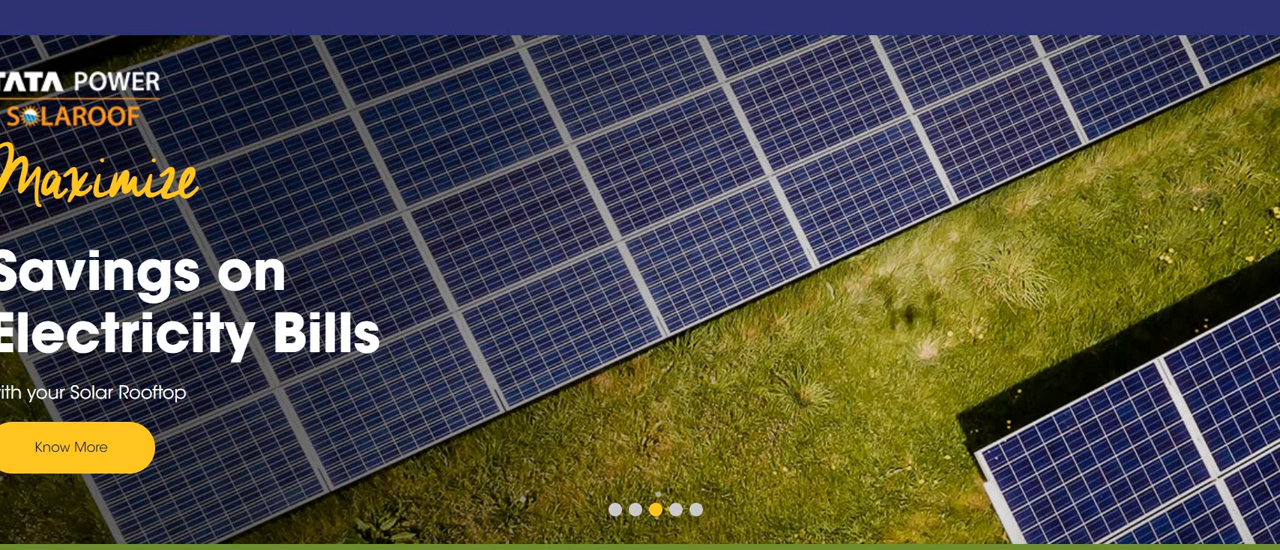 TATA POWER
SOLAROOF
Maximize
Savings on
Electricity Bills
ith your Solar Rooftop
Know More